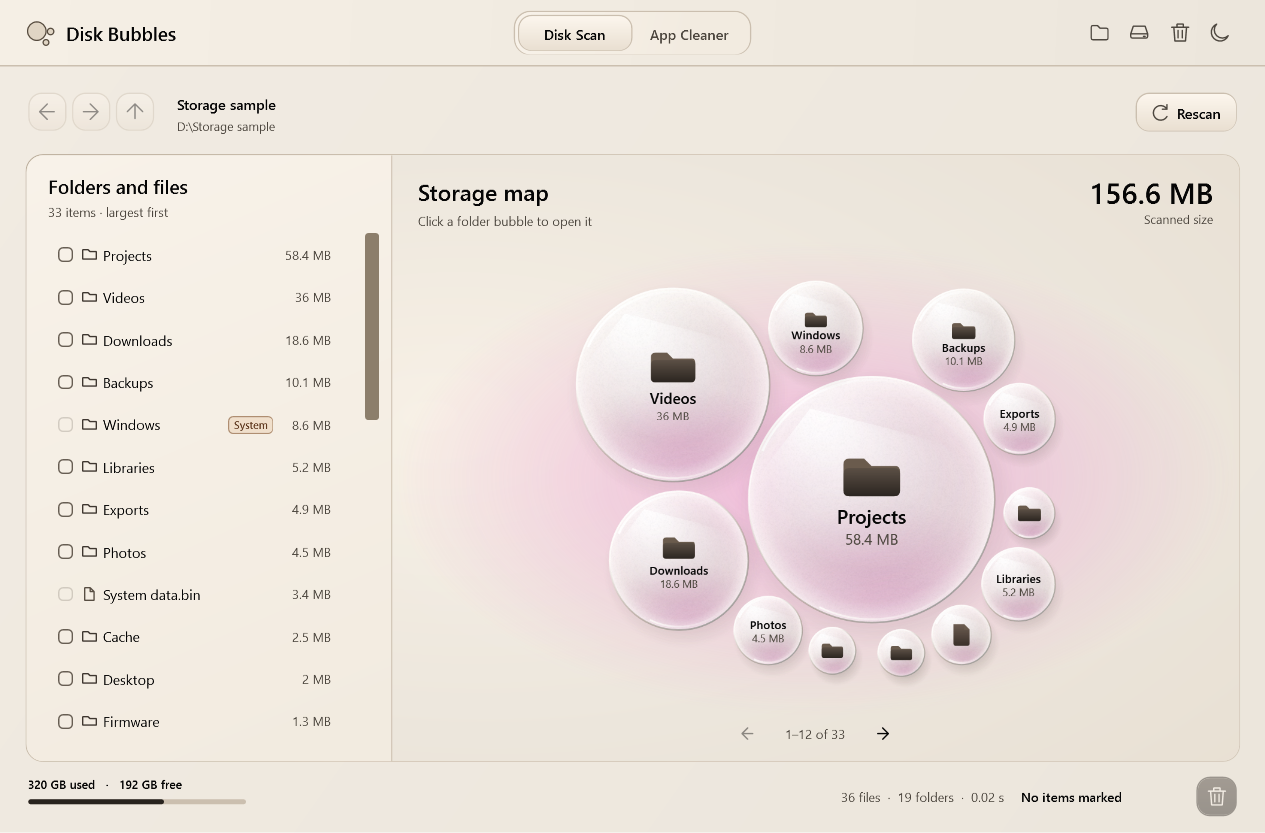 Disk Bubbles
Disk Scan
App Cleaner
Storage sample
D:\Storage sample
Rescan
Folders and files
33 items · largest first
Projects 58.4 MB
Videos 36 MB
Downloads 18.6 MB
Backups 10.1 MB
Windows System 8.6 MB
Libraries 5.2 MB
Exports 4.9 MB
Photos 4.5 MB
System data.bin 3.4 MB
Cache 2.5 MB
Desktop 2 MB
Firmware 1.3 MB
Storage map
Click a folder bubble to open it
156.6 MB
Scanned size
Videos
36 MB
Windows
8.6 MB
Backups
10.1 MB
Exports
4.9 MB
Projects
58.4 MB
Downloads
18.6 MB
Libraries
5.2 MB
Photos
4.5 MB
1–12 of 33
320 GB used · 192 GB free
36 files · 19 folders · 0.02 s No items marked